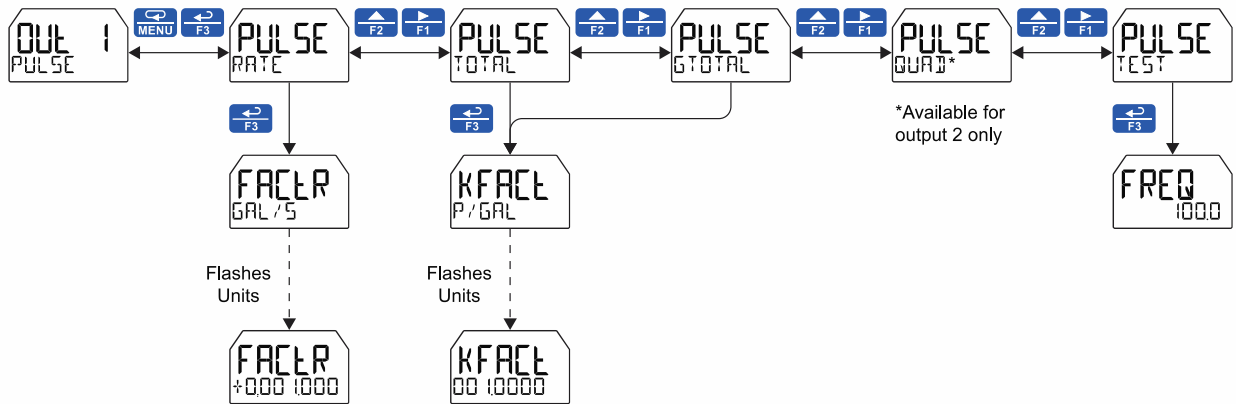 OUt 1
PULSE
MENU
F3
PULSE
RATE
F2
F1
PULSE
TOTAL
F2
F1
PULSE
GTOTAL
F2
F1
PULSE
QUAD*
F2
F1
PULSE
TEST
*Available for
output 2 only
F3
F3
F3
FACtR
GAL/S
KFACt
P/GAL
FREQ
100.0
Flashes
Units
Flashes
Units
FACtR
+0,001.000
KFACt
001.0000